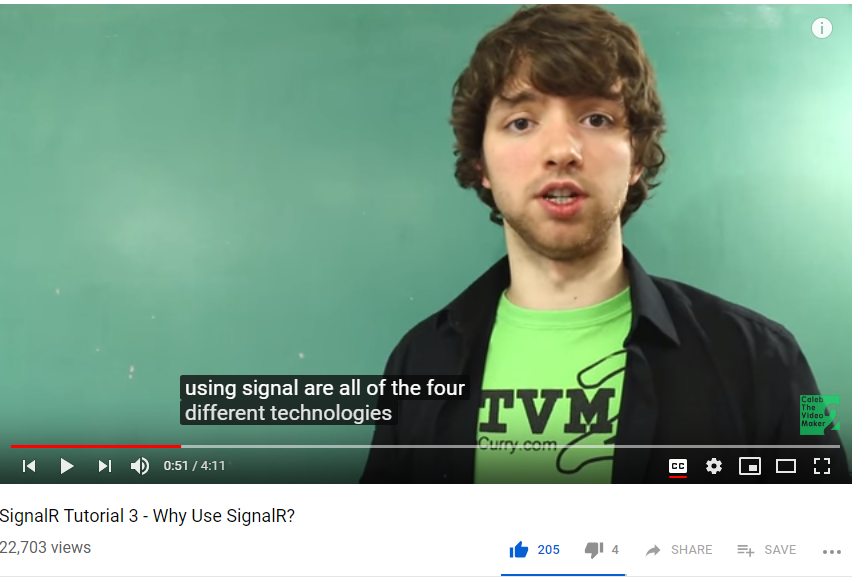 using signal are all of the four
different technologies
TVM
Curry.com
Caleb
The
Video
Maker
2
0:51 / 4:11
CC
SignalR Tutorial 3 - Why Use SignalR?
22,703 views
205
4
SHARE
SAVE